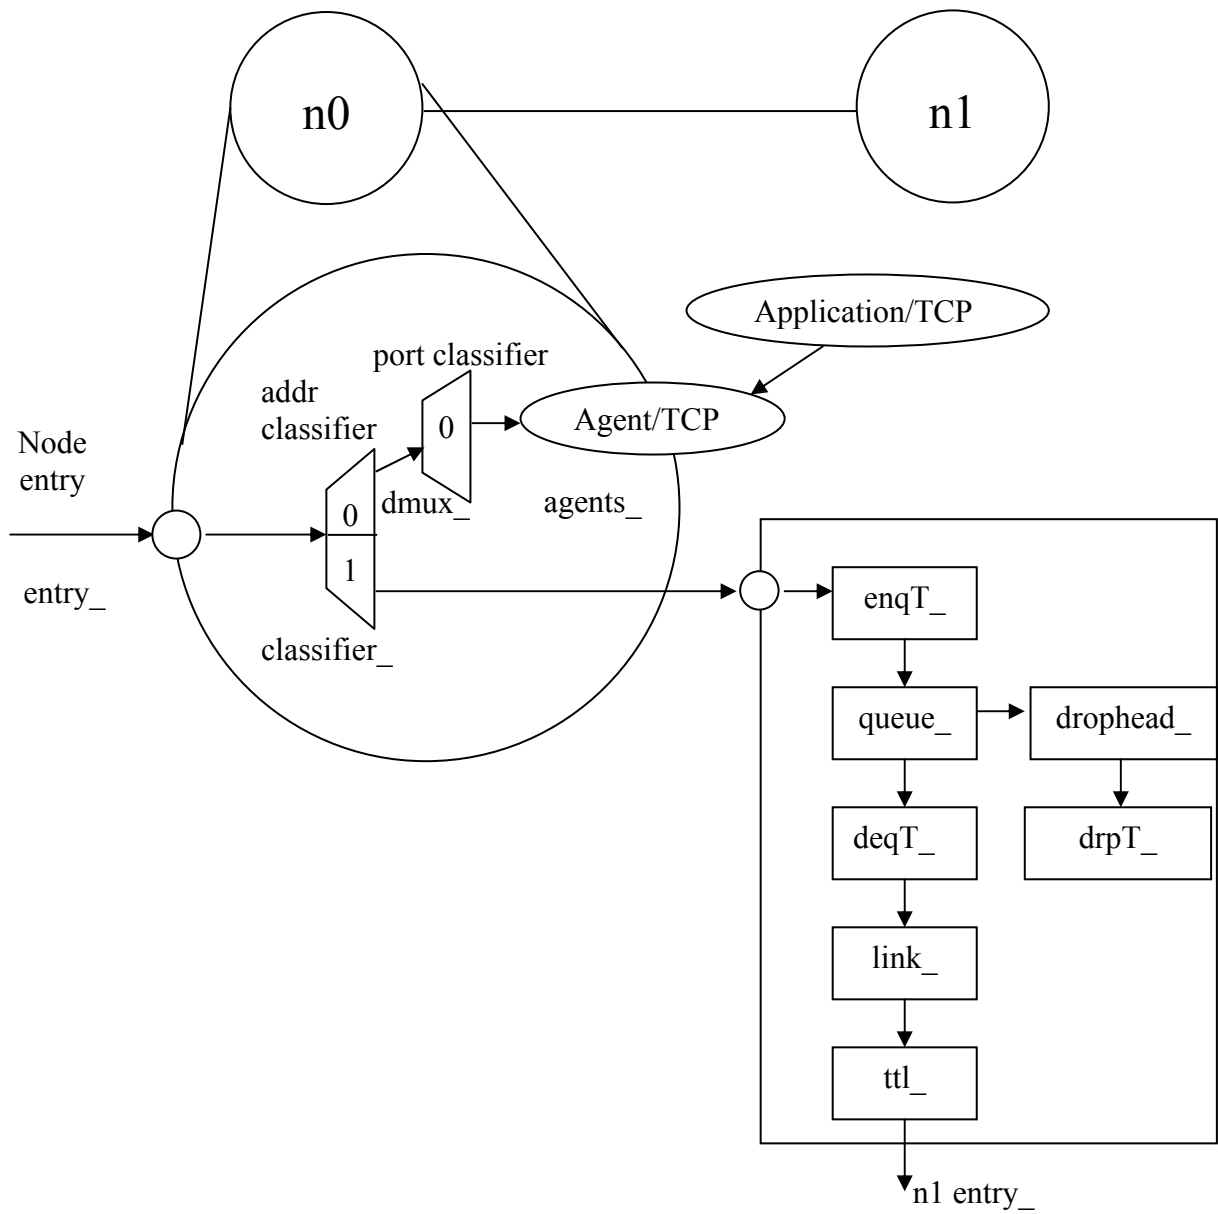 n0
n1
Application/TCP
port classifier
addr
classifier
0
Agent/TCP
Node
entry
dmux_
agents_
0
1
entry_
classifier_
enqT_
queue_
drophead_
deqT_
drpT_
link_
ttl_
n1 entry_